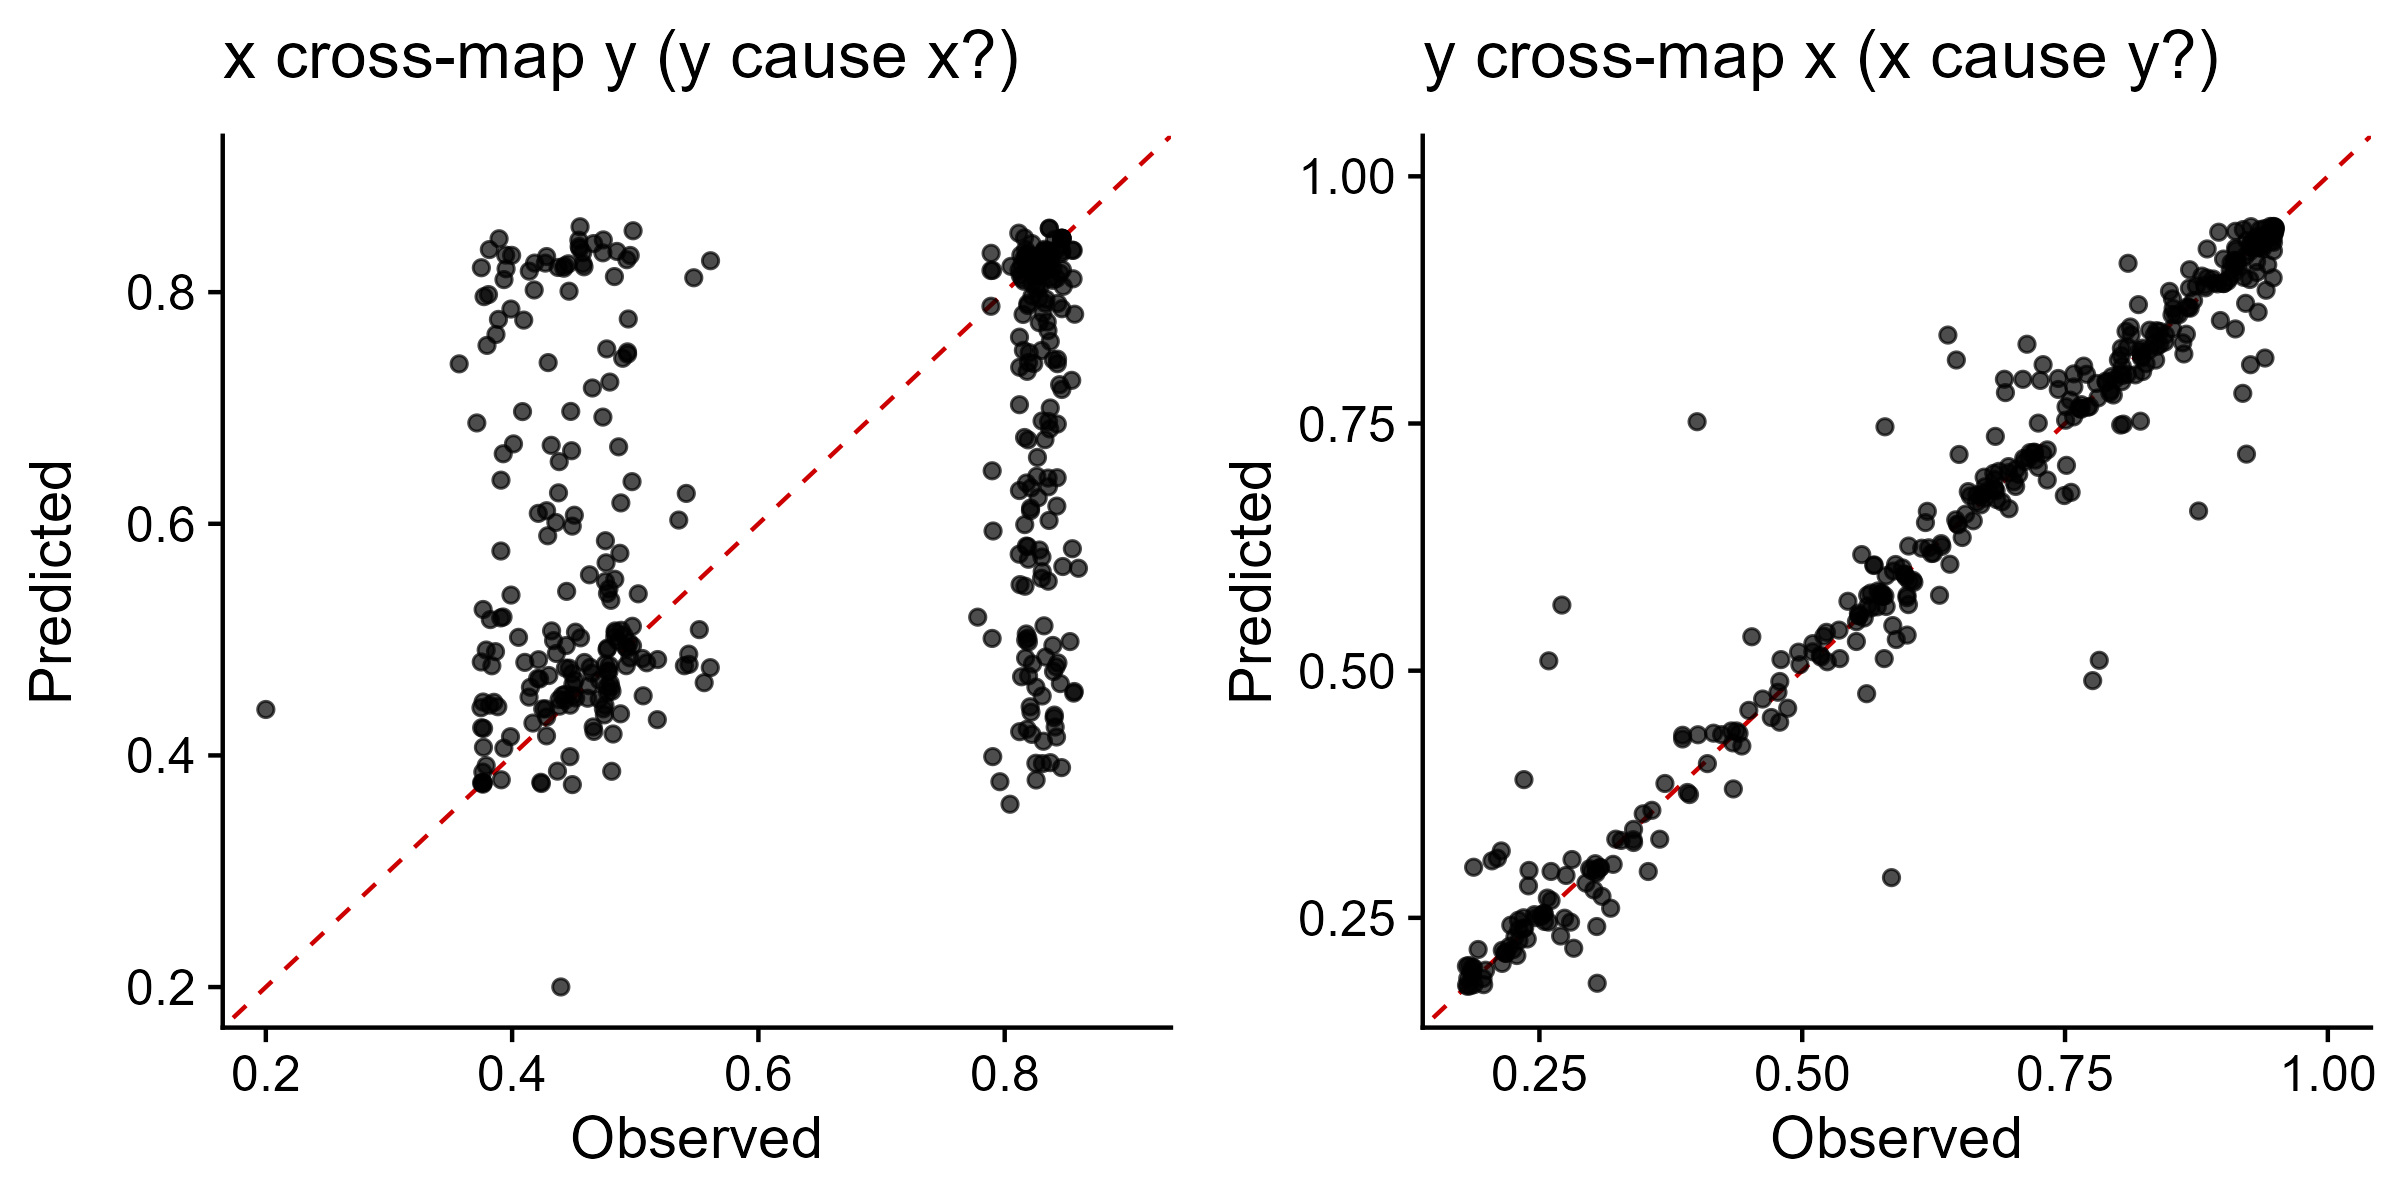 x cross-map y (y cause x?)
Predicted
0.8
0.6
0.4
0.2
0.2 0.4 0.6 0.8
Observed
y cross-map x (x cause y?)
Predicted
1.00
0.75
0.50
0.25
0.25 0.50 0.75 1.00
Observed